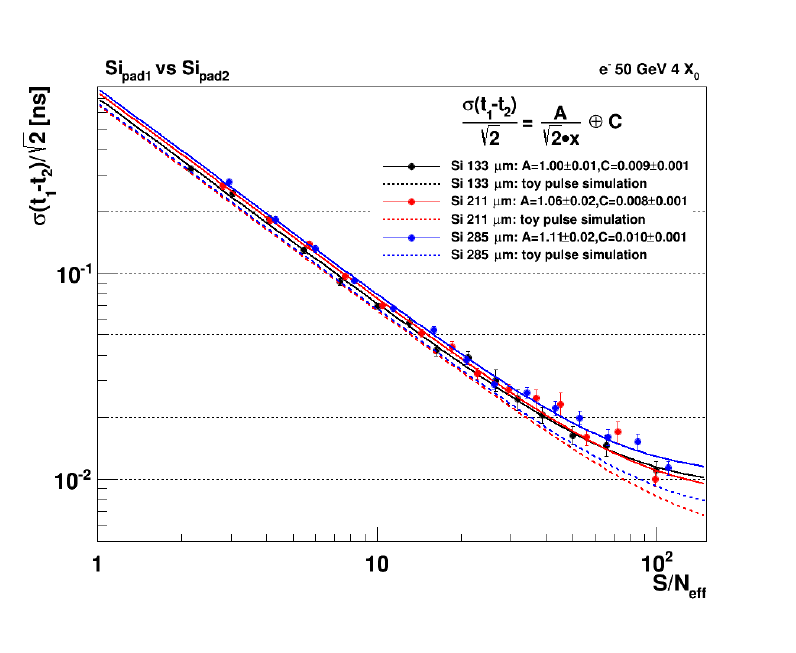 Si_pad1 vs Si_pad2
e⁻ 50 GeV 4 X₀
σ(t₁-t₂)/√2 [ns]
σ(t₁-t₂)/√2 = A/√2•x ⊕ C
Si 133 μm: A=1.00±0.01,C=0.009±0.001
Si 133 μm: toy pulse simulation
Si 211 μm: A=1.06±0.02,C=0.008±0.001
Si 211 μm: toy pulse simulation
Si 285 μm: A=1.11±0.02,C=0.010±0.001
Si 285 μm: toy pulse simulation
10⁻¹
10⁻²
1
10
10²
S/N_eff